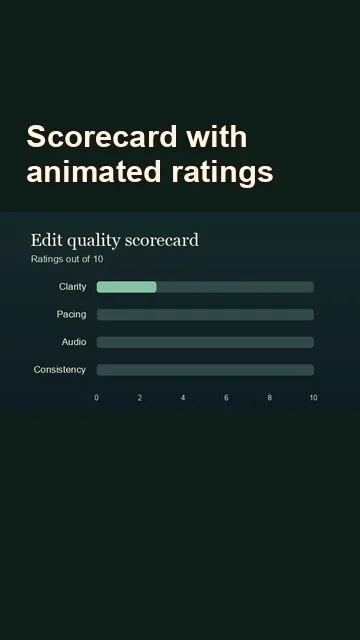 Scorecard with
animated ratings
Edit quality scorecard
Ratings out of 10
Clarity
Pacing
Audio
Consistency
0 2 4 6 8 10